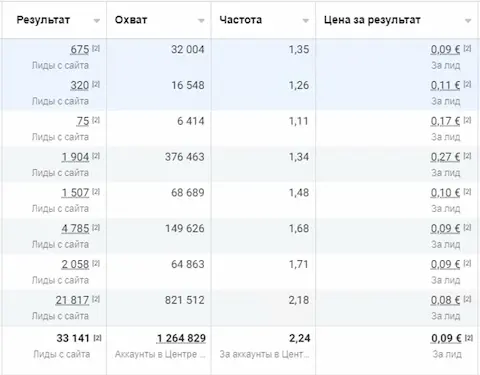 Результат Охват Частота Цена за результат
675 [2] 32 004 1,35 0,09 € [2]
Лиды с сайта За лид
320 [2] 16 548 1,26 0,11 € [2]
Лиды с сайта За лид
75 [2] 6 414 1,11 0,17 € [2]
Лиды с сайта За лид
1 904 [2] 376 463 1,34 0,27 € [2]
Лиды с сайта За лид
1 507 [2] 68 689 1,48 0,10 € [2]
Лиды с сайта За лид
4 785 [2] 149 626 1,68 0,09 € [2]
Лиды с сайта За лид
2 058 [2] 64 863 1,71 0,09 € [2]
Лиды с сайта За лид
21 817 [2] 821 512 2,18 0,08 € [2]
Лиды с сайта За лид
33 141 [2] 1 264 829 2,24 0,09 € [2]
Лиды с сайта Аккаунты в Центре ... За аккаунты в Цент... За лид